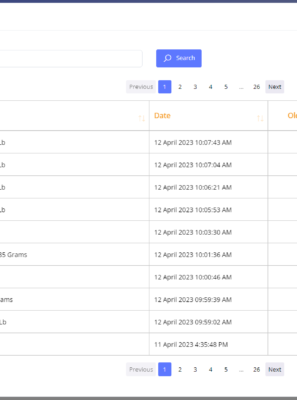 Search
Previous 1 2 3 4 5 ... 26 Next
Date
Lb 12 April 2023 10:07:43 AM
Lb 12 April 2023 10:07:04 AM
Lb 12 April 2023 10:06:21 AM
Lb 12 April 2023 10:05:53 AM
12 April 2023 10:03:30 AM
35 Grams 12 April 2023 10:01:36 AM
12 April 2023 10:00:46 AM
ams 12 April 2023 09:59:39 AM
Lb 12 April 2023 09:59:02 AM
11 April 2023 4:35:48 PM
Previous 1 2 3 4 5 ... 26 Next